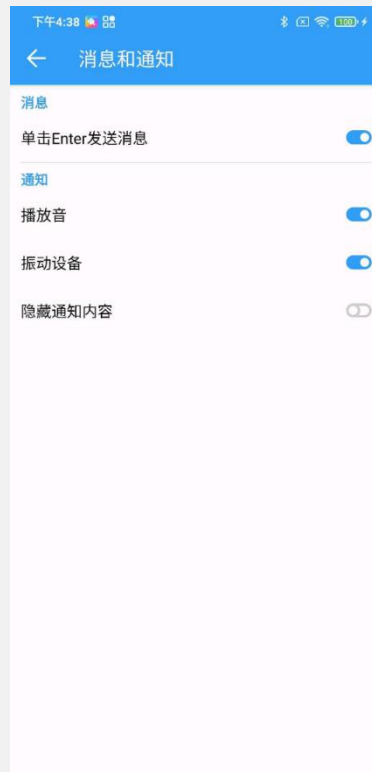 下午4:38
100
消息和通知
消息
单击Enter发送消息
通知
播放音
振动设备
隐藏通知内容